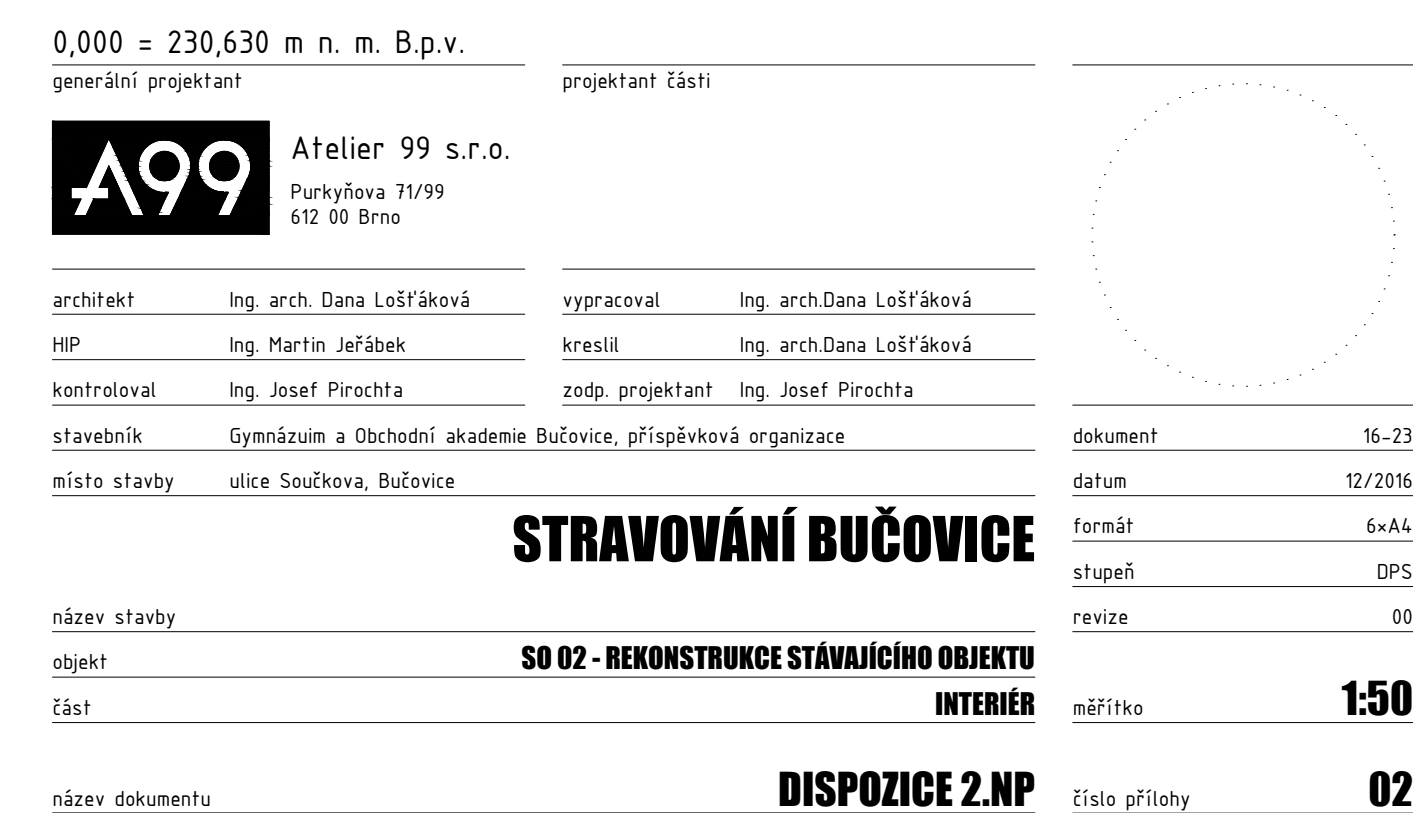 0,000 = 230,630 m n. m. B.p.v.
generální projektant
projektant části
A99
Atelier 99 s.r.o.
Purkyňova 71/99
612 00 Brno
architekt Ing. arch. Dana Lošťáková
vypracoval Ing. arch.Dana Lošťáková
HIP Ing. Martin Jeřábek
kreslil Ing. arch.Dana Lošťáková
kontroloval Ing. Josef Pirochta
zodp. projektant Ing. Josef Pirochta
stavebník Gymnázuim a Obchodní akademie Bučovice, příspěvková organizace
dokument 16-23
místo stavby ulice Součkova, Bučovice
datum 12/2016
STRAVOVÁNÍ BUČOVICE
formát 6×A4
stupeň DPS
název stavby
revize 00
objekt SO 02 - REKONSTRUKCE STÁVAJÍCÍHO OBJEKTU
část INTERIÉR
měřítko 1:50
název dokumentu DISPOZICE 2.NP
číslo přílohy 02